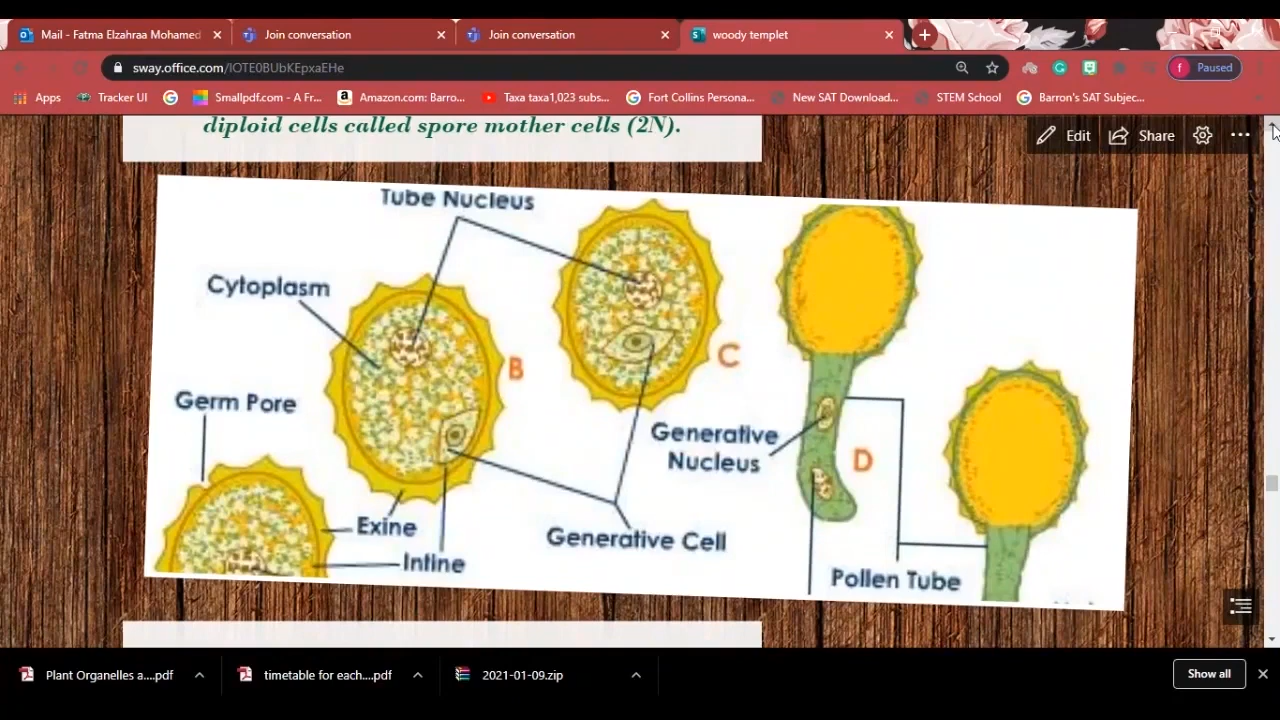 Mail - Fatma Elzahraa Mohamed
Join conversation
Join conversation
woody templet
sway.office.com/IOTE0BUbKEpxaEHe
f
Paused
Apps
Tracker UI
Smallpdf.com - A Fr...
Amazon.com: Barro...
Taxa taxa1,023 subs...
Fort Collins Persona...
New SAT Download...
STEM School
Barron's SAT Subjec...
diploid cells called spore mother cells (2N).
Edit
Share
Tube Nucleus
Cytoplasm
B
C
Germ Pore
Generative
Nucleus
D
Exine
Intine
Generative Cell
Pollen Tube
Plant Organelles a....pdf
timetable for each....pdf
2021-01-09.zip
Show all